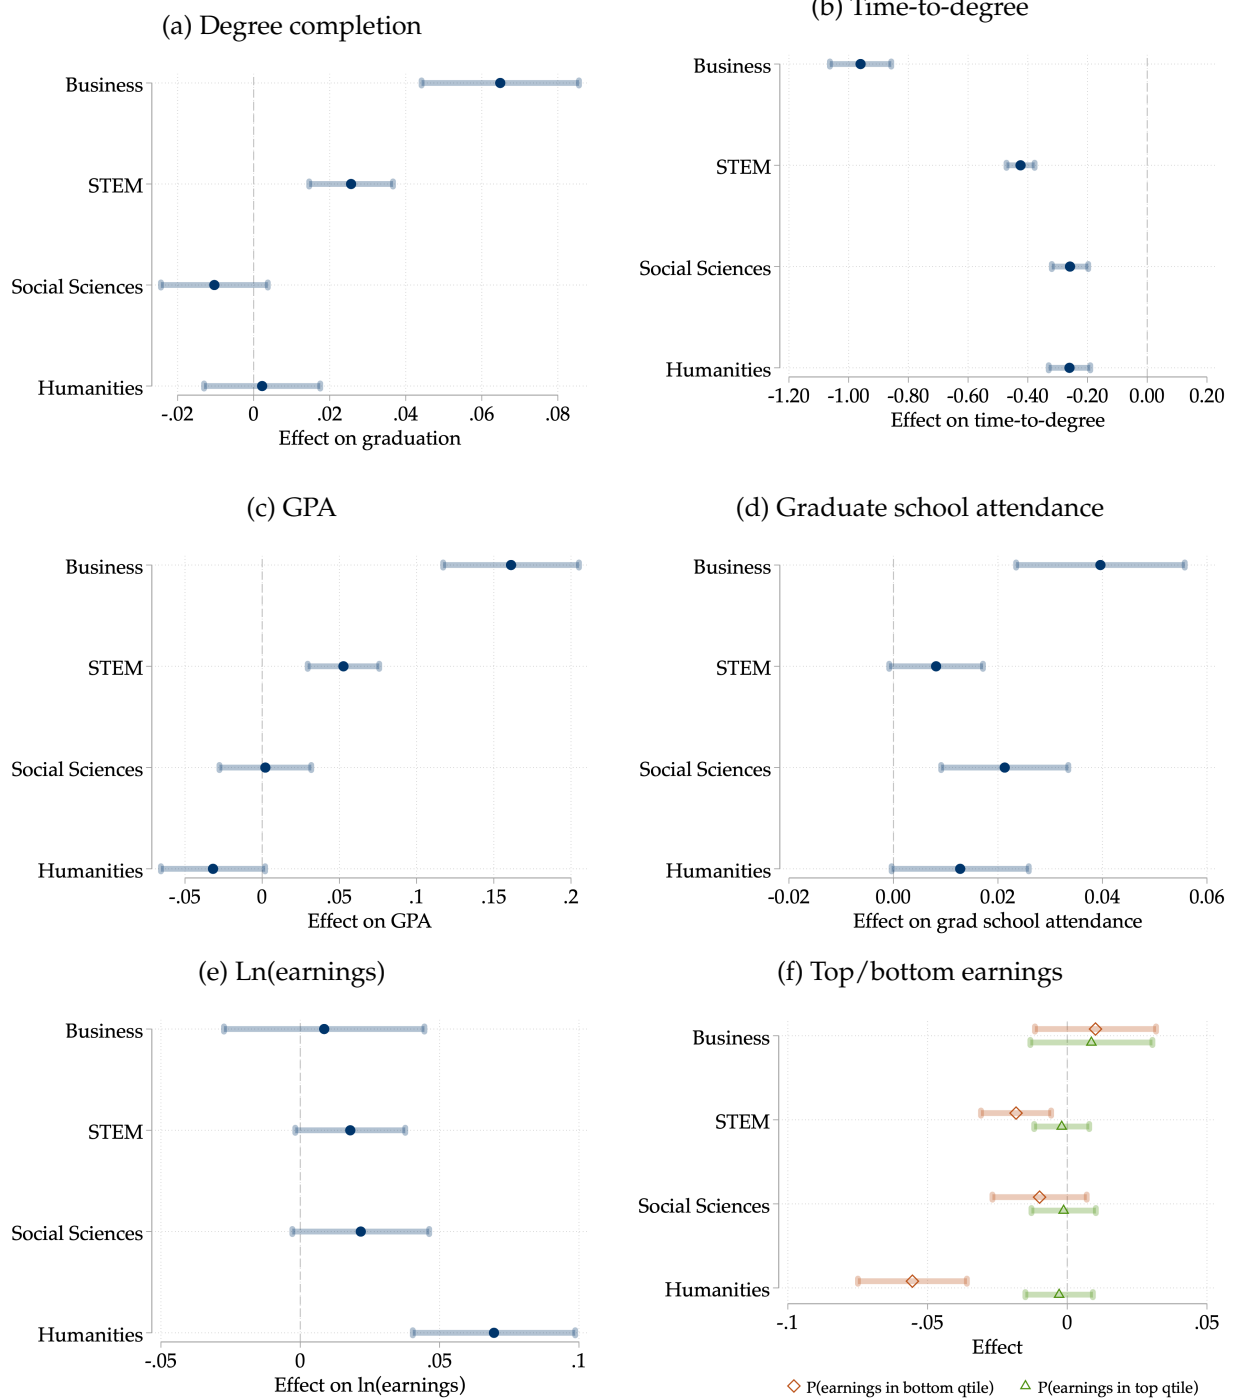 (a) Degree completion
Business
STEM
Social Sciences
Humanities
-.02 0 .02 .04 .06 .08
Effect on graduation
(b) Time-to-degree
Business
STEM
Social Sciences
Humanities
-1.20 -1.00 -0.80 -0.60 -0.40 -0.20 0.00 0.20
Effect on time-to-degree
(c) GPA
Business
STEM
Social Sciences
Humanities
-.05 0 .05 .1 .15 .2
Effect on GPA
(d) Graduate school attendance
Business
STEM
Social Sciences
Humanities
-0.02 0.00 0.02 0.04 0.06
Effect on grad school attendance
(e) Ln(earnings)
Business
STEM
Social Sciences
Humanities
-.05 0 .05 .1
Effect on ln(earnings)
(f) Top/bottom earnings
Business
STEM
Social Sciences
Humanities
-.1 -.05 0 .05
Effect
P(earnings in bottom qtile) P(earnings in top qtile)